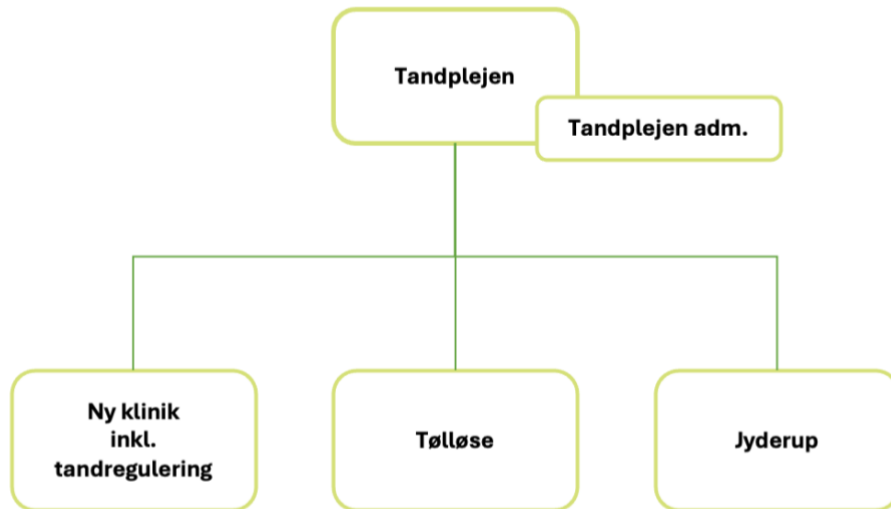 Tandplejen
Tandplejen adm.
Ny klinik
inkl.
tandregulering
Tølløse
Jyderup